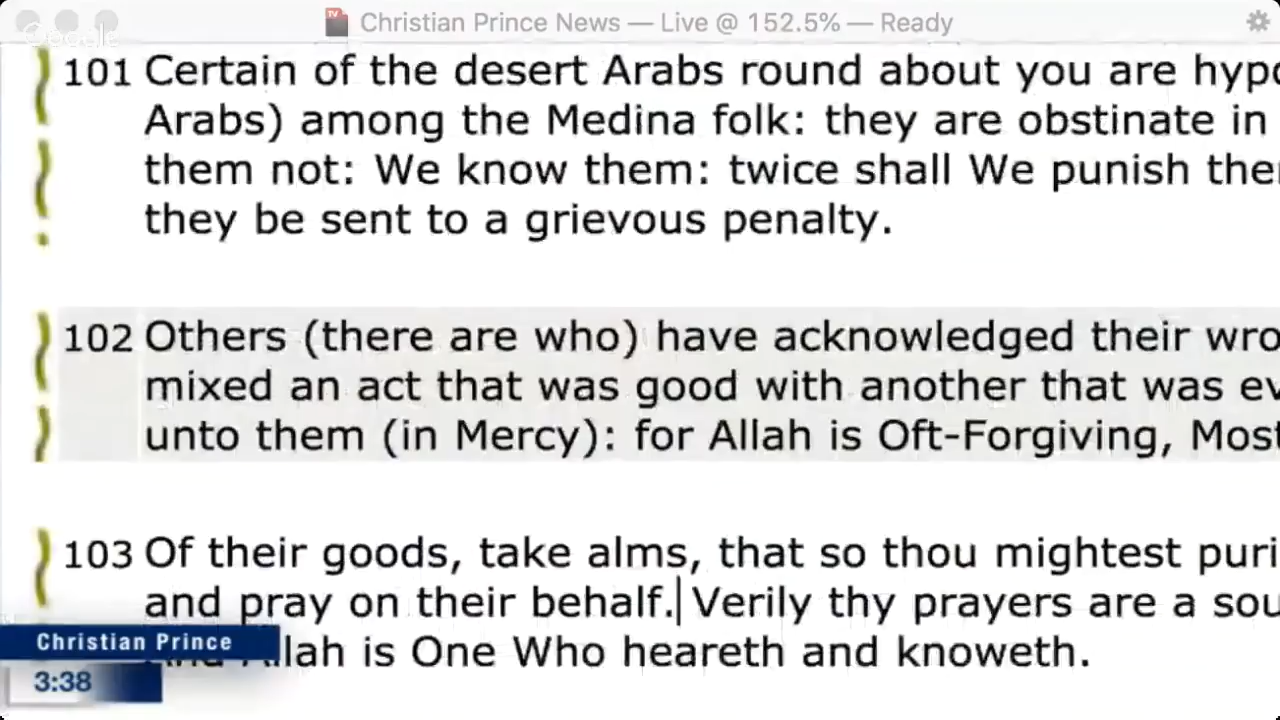 Christian Prince News — Live @ 152.5% — Ready
Google
101 Certain of the desert Arabs round about you are
Arabs) among the Medina folk: they are obstinate in
them not: We know them: twice shall We punish
they be sent to a grievous penalty.
102 Others (there are who) have acknowledged their
mixed an act that was good with another that was
unto them (in Mercy): for Allah is Oft-Forgiving, Most
103 Of their goods, take alms, that so thou mightest
and pray on their behalf. Verily thy prayers are a
And Allah is One Who heareth and knoweth.
Christian Prince
3:38